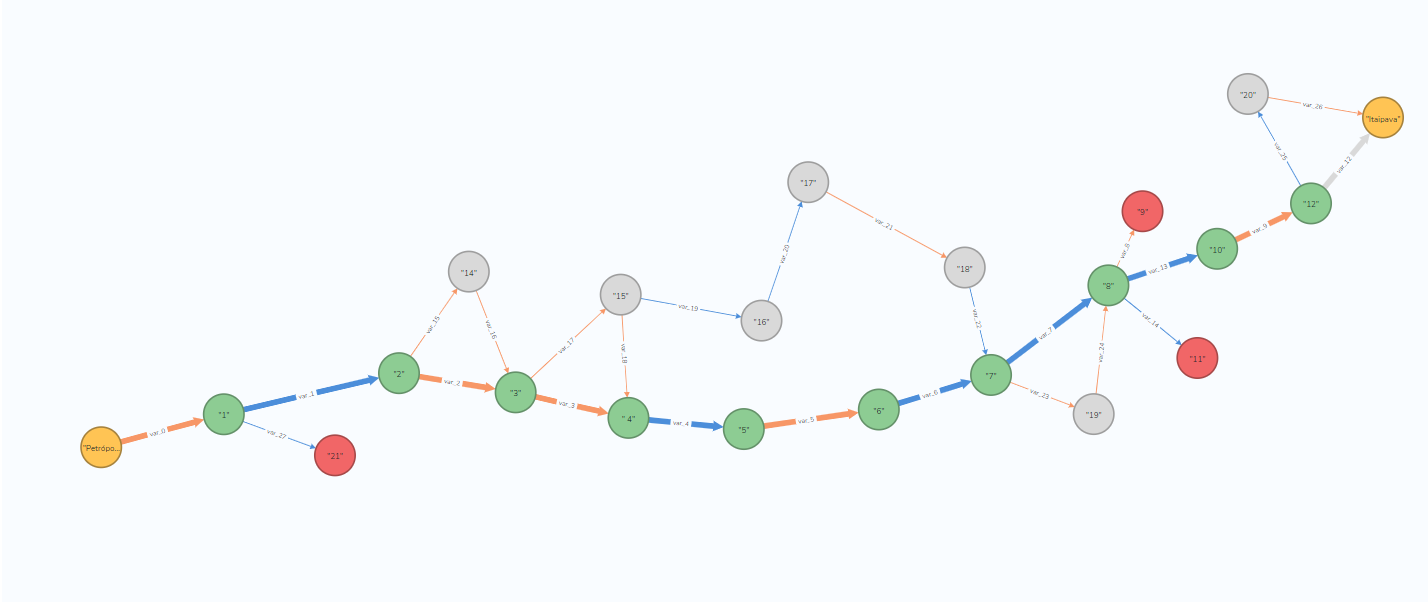 "20"
var_26
"Itaipava"
var_25
var_12
"17"
"9"
"12"
var_9
var_21
var_8
"10"
var_20
var_13
"14"
"18"
"8"
"15"
var_19
"16"
var_15
var_16
var_17
var_18
var_22
var_7
var_14
var_24
"11"
"2"
var_2
"3"
var_1
var_3
"7"
var_6
var_23
"1"
var_0
var_27
"4"
var_4
"5"
var_5
"6"
"19"
"Petrópo...
"21"